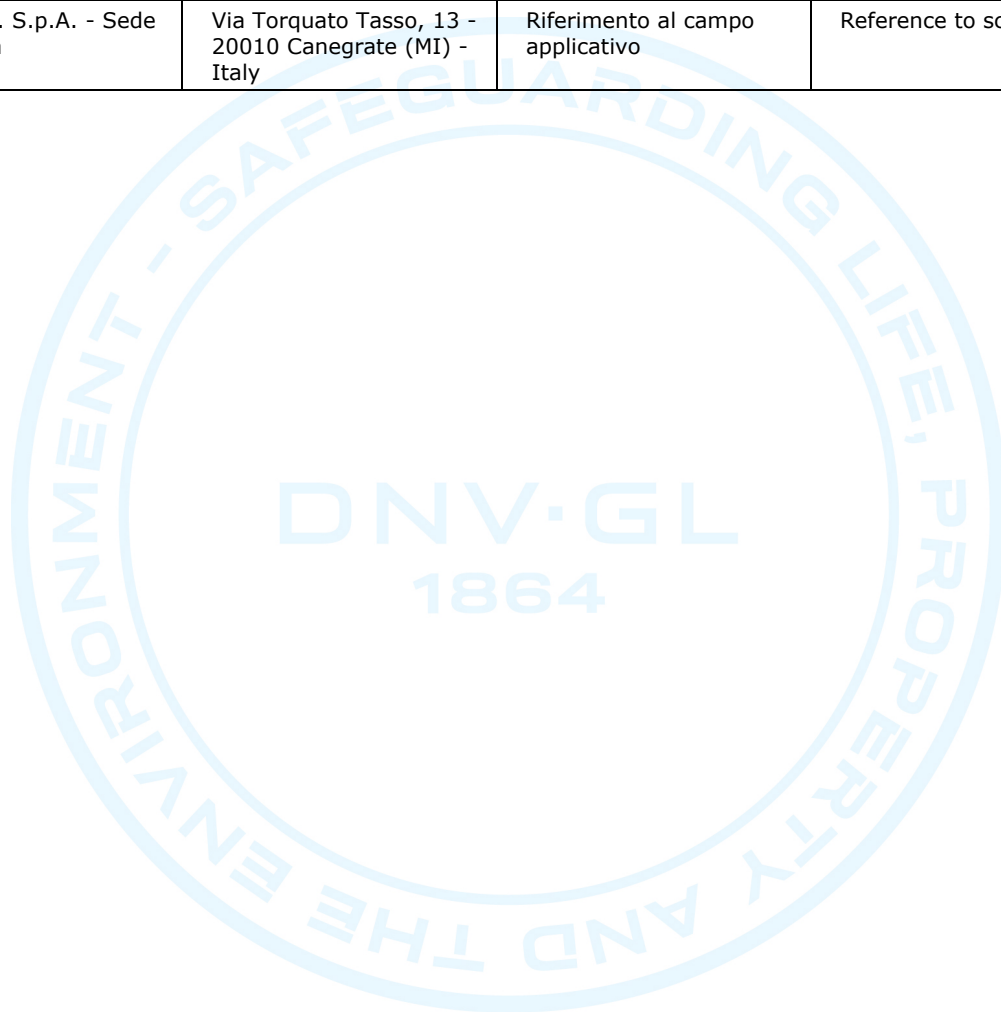 . S.p.A. - Sede
Via Torquato Tasso, 13 -
20010 Canegrate (MI) -
Italy
Riferimento al campo
applicativo
Reference to
SAFEGUARDING LIFE, PROPERTY AND THE ENVIRONMENT -
DNV·GL
1864